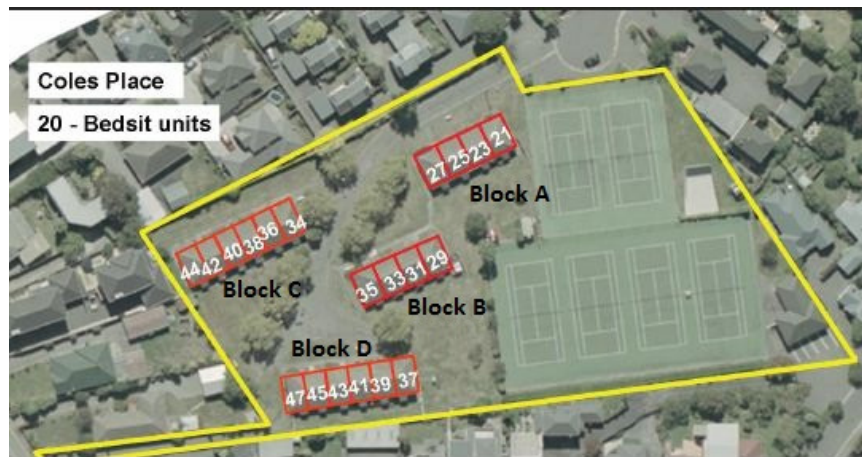 Coles Place
20 - Bedsit units
27 25 23 21
Block A
44 42 40 38 36 34
Block C
35 33 31 29
Block B
Block D
47 45 43 41 39 37